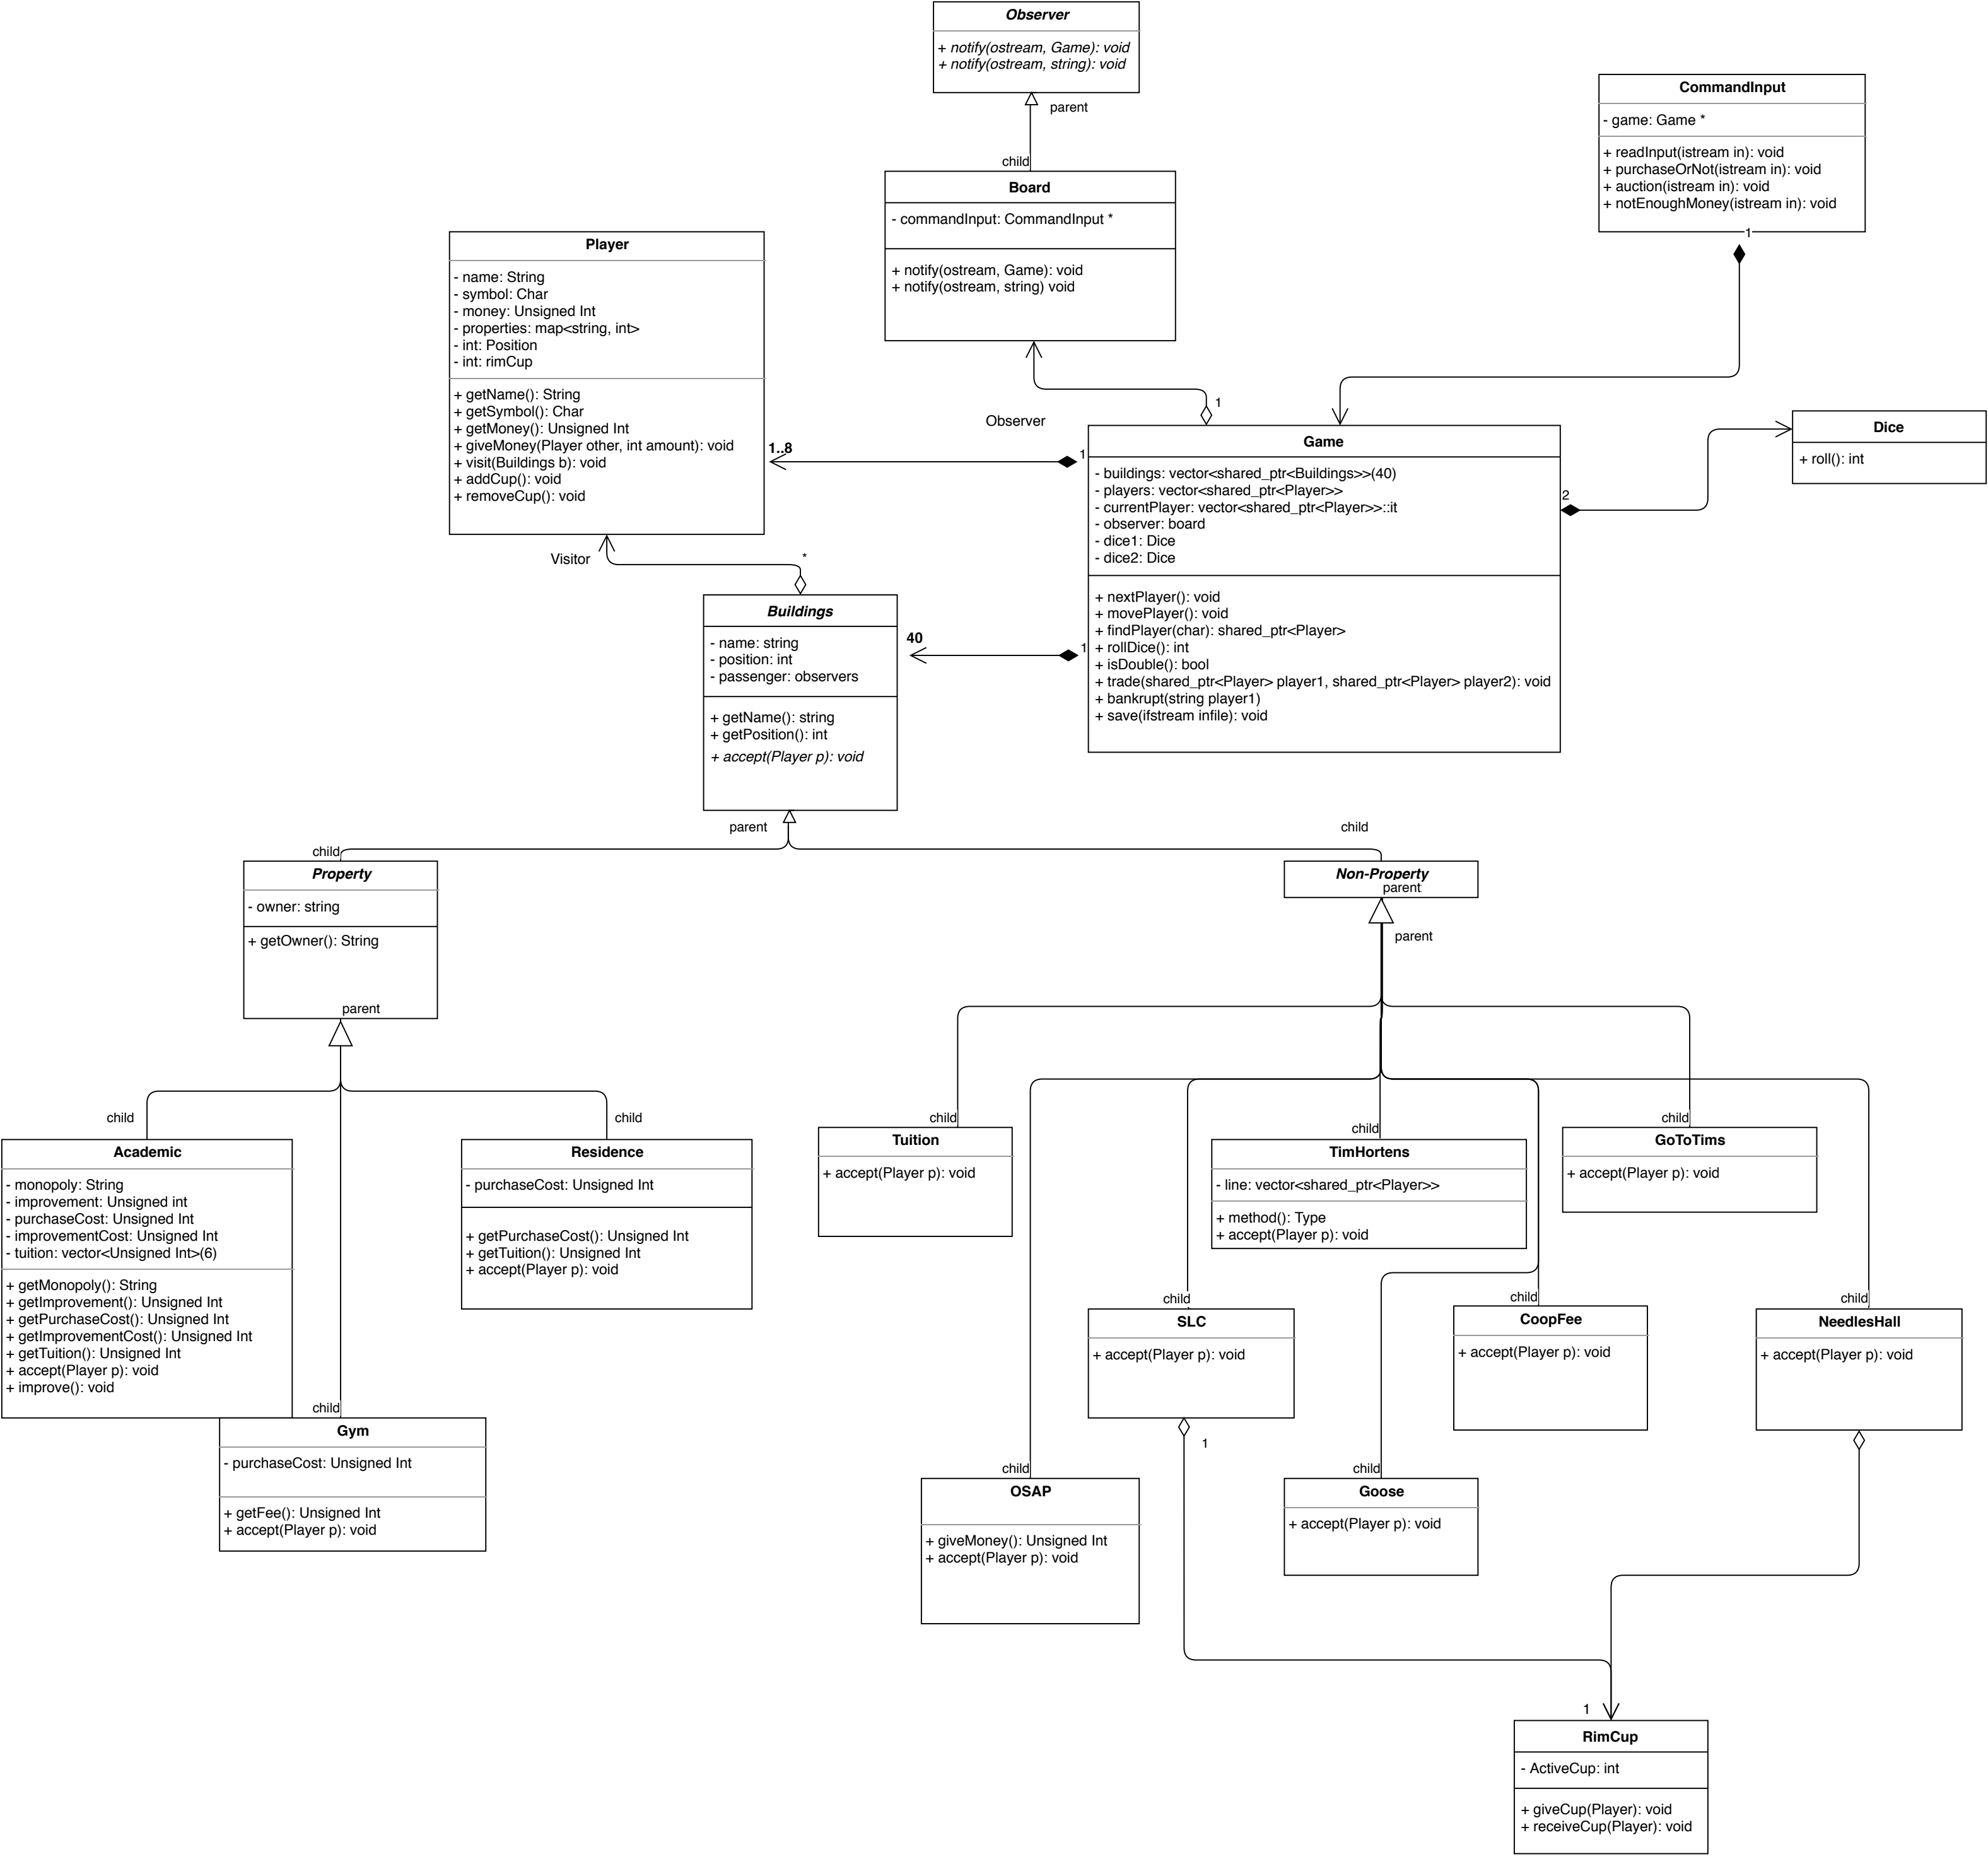 Observer
+ notify(ostream, Game): void
+ notify(ostream, string): void
parent
child
CommandInput
- game: Game *
+ readInput(istream in): void
+ purchaseOrNot(istream in): void
+ auction(istream in): void
+ notEnoughMoney(istream in): void
1
Board
- commandInput: CommandInput *
+ notify(ostream, Game): void
+ notify(ostream, string) void
Player
- name: String
- symbol: Char
- money: Unsigned Int
- properties: map<string, int>
- int: Position
- int: rimCup
+ getName(): String
+ getSymbol(): Char
+ getMoney(): Unsigned Int
+ giveMoney(Player other, int amount): void
+ visit(Buildings b): void
+ addCup(): void
+ removeCup(): void
1..8
Observer
1
1
Game
- buildings: vector<shared_ptr<Buildings>>(40)
- players: vector<shared_ptr<Player>>
- currentPlayer: vector<shared_ptr<Player>>::it
- observer: board
- dice1: Dice
- dice2: Dice
+ nextPlayer(): void
+ movePlayer(): void
+ findPlayer(char): shared_ptr<Player>
+ rollDice(): int
+ isDouble(): bool
+ trade(shared_ptr<Player> player1, shared_ptr<Player> player2): void
+ bankrupt(string player1)
+ save(ifstream infile): void
2
Dice
+ roll(): int
Visitor
*
Buildings
- name: string
- position: int
- passenger: observers
+ getName(): string
+ getPosition(): int
+ accept(Player p): void
40
1
parent
child
child
Property
- owner: string
+ getOwner(): String
parent
Non-Property
parent
parent
child
child
Academic
- monopoly: String
- improvement: Unsigned int
- purchaseCost: Unsigned Int
- improvementCost: Unsigned Int
- tuition: vector<Unsigned Int>(6)
+ getMonopoly(): String
+ getImprovement(): Unsigned Int
+ getPurchaseCost(): Unsigned Int
+ getImprovementCost(): Unsigned Int
+ getTuition(): Unsigned Int
+ accept(Player p): void
+ improve(): void
Residence
- purchaseCost: Unsigned Int
+ getPurchaseCost(): Unsigned Int
+ getTuition(): Unsigned Int
+ accept(Player p): void
child
Gym
- purchaseCost: Unsigned Int
+ getFee(): Unsigned Int
+ accept(Player p): void
child
Tuition
+ accept(Player p): void
child
TimHortens
- line: vector<shared_ptr<Player>>
+ method(): Type
+ accept(Player p): void
child
GoToTims
+ accept(Player p): void
child
SLC
+ accept(Player p): void
1
child
CoopFee
+ accept(Player p): void
child
NeedlesHall
+ accept(Player p): void
child
OSAP
+ giveMoney(): Unsigned Int
+ accept(Player p): void
child
Goose
+ accept(Player p): void
1
RimCup
- ActiveCup: int
+ giveCup(Player): void
+ receiveCup(Player): void